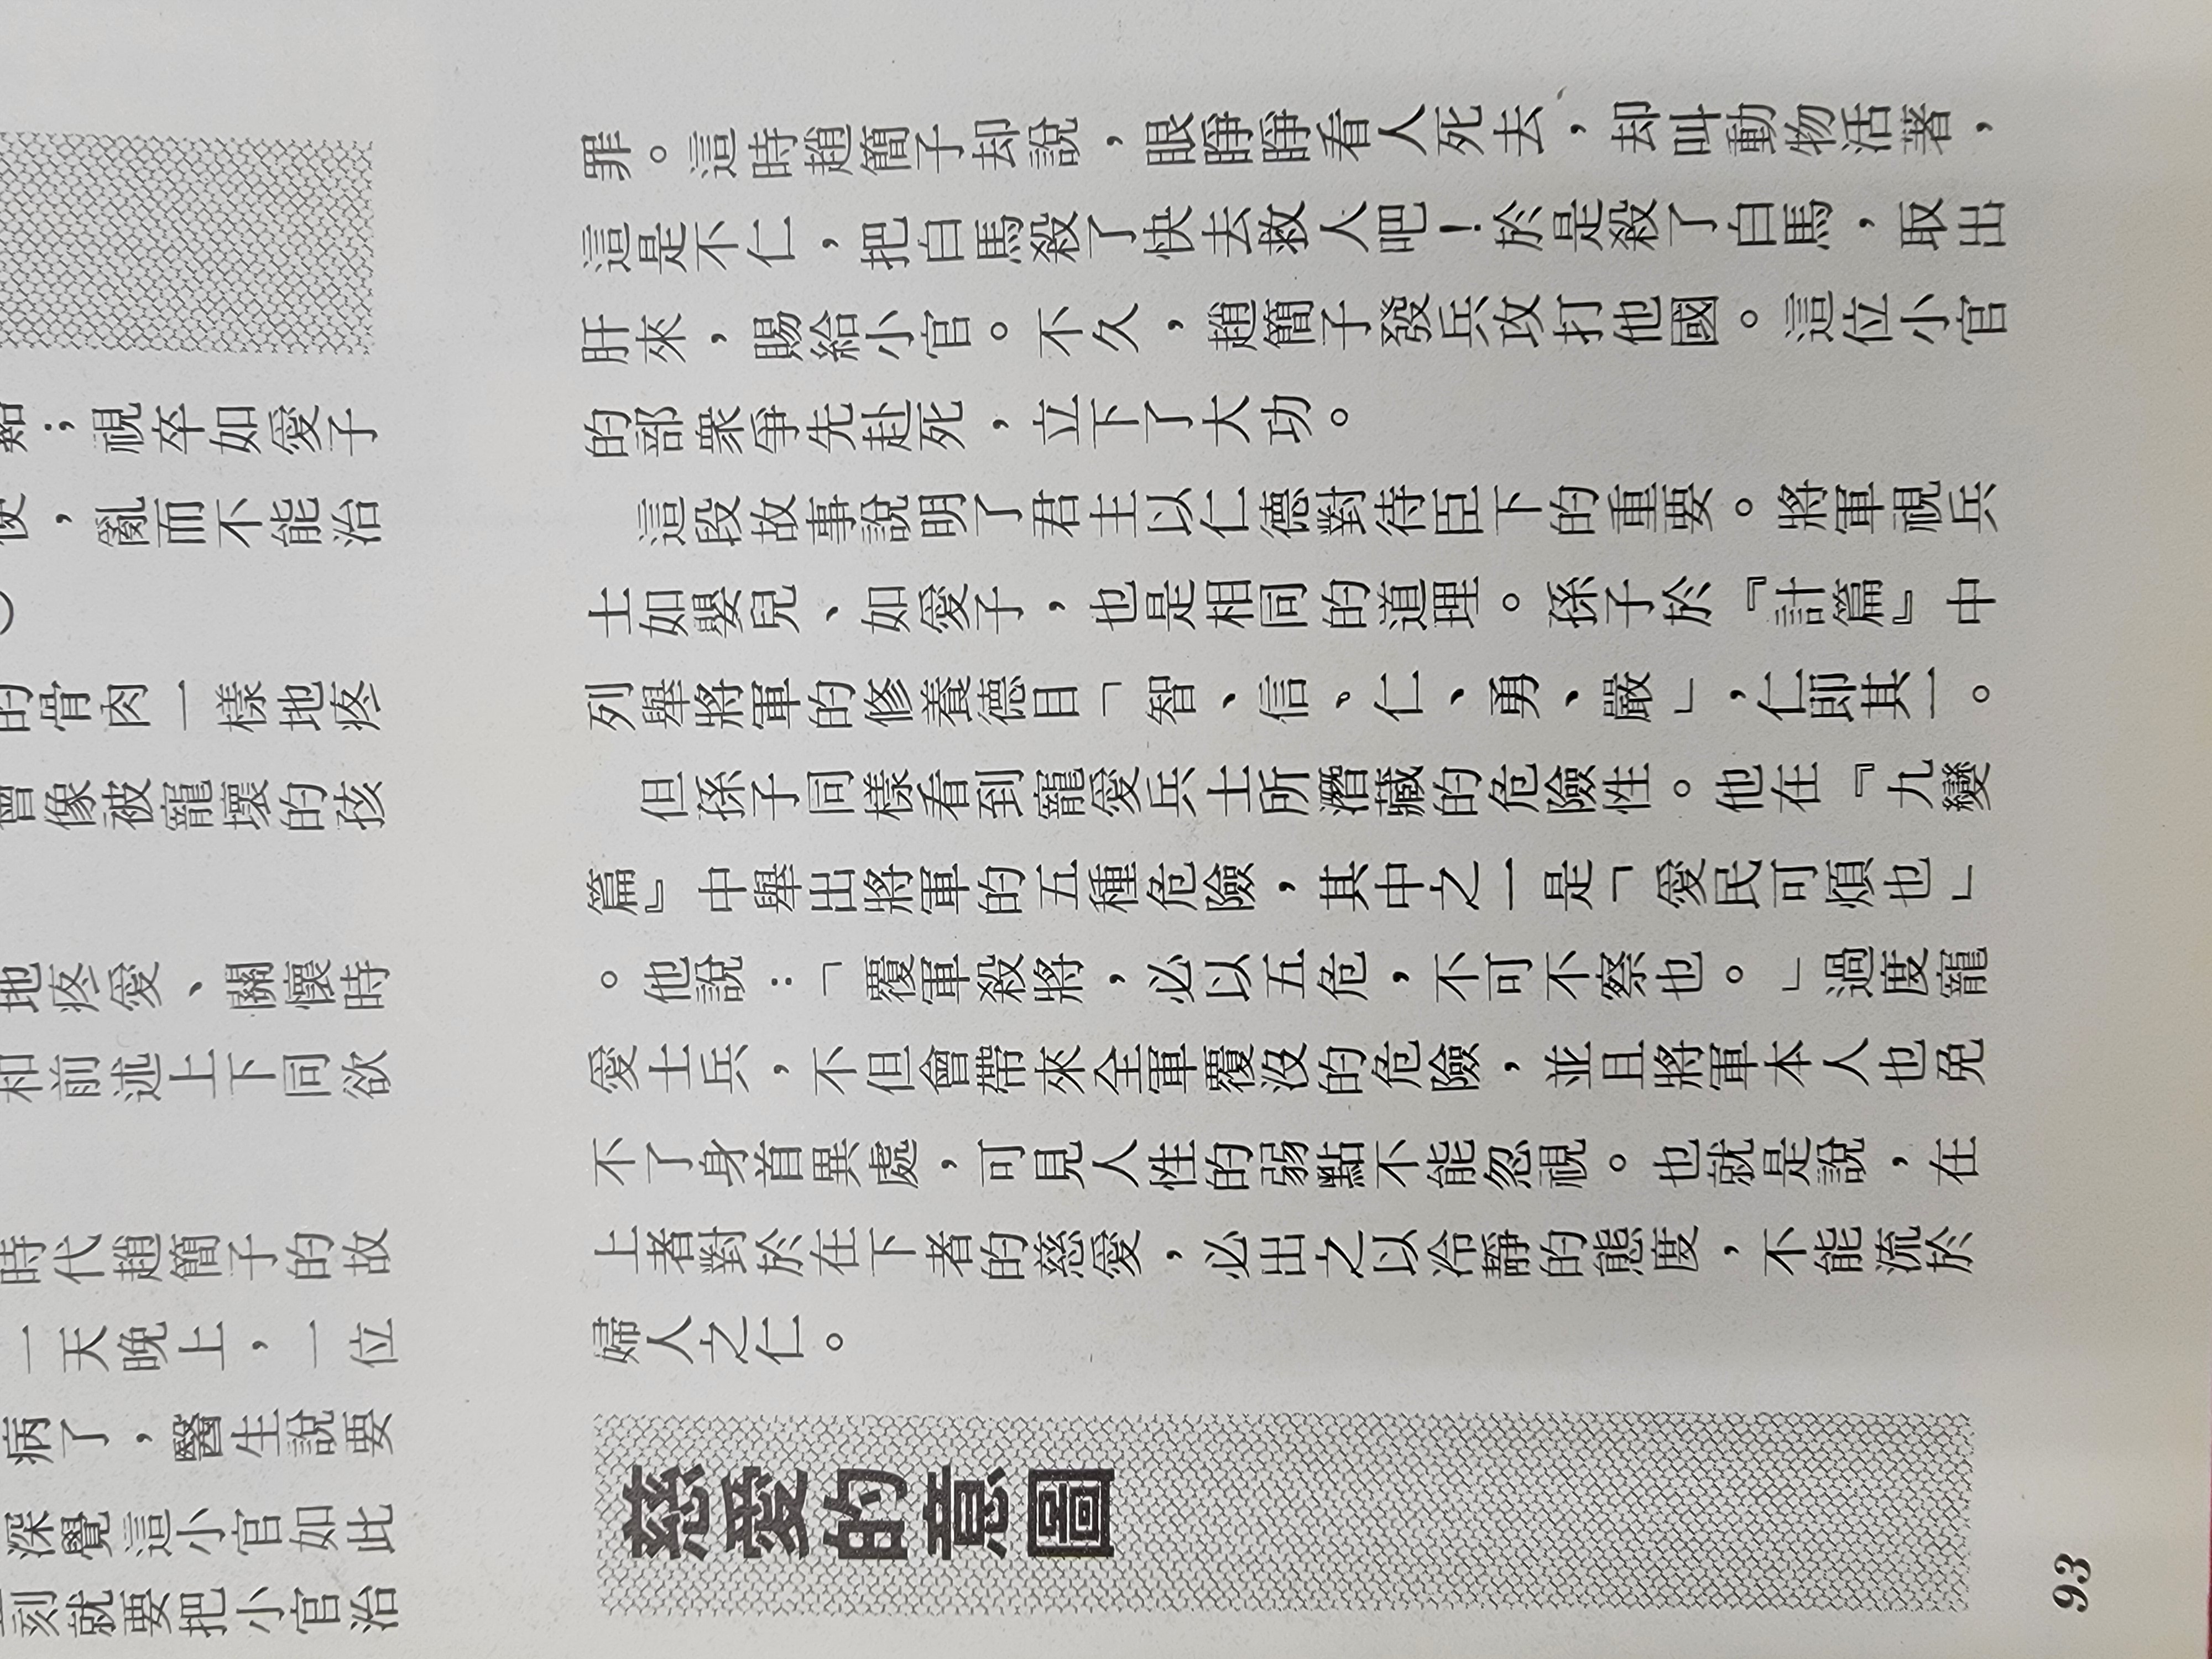 ；視卒如愛子
使，亂而不能治
）
的骨肉一樣地疼
曾像被寵壞的孩
地疼愛、關懷時
和前述上下同欲
時代趙簡子的故
一天晚上，一位
病了，醫生說要
深覺這小官如此
立刻就要把小官治
罪。這時趙簡子却說，眼睜睜看人死去，却叫動物活著，
這是不仁，把白馬殺了快去救人吧！於是殺了白馬，取出
肝來，賜給小官。不久，趙簡子發兵攻打他國。這位小官
的部衆爭先赴死，立下了大功。
這段故事說明了君主以仁德對待臣下的重要。將軍視兵
士如嬰兒、如愛子，也是相同的道理。孫子於『計篇』中
列舉將軍的修養德目「智、信、仁、勇、嚴」，仁即其一。
但孫子同樣看到寵愛兵士所潛藏的危險性。他在『九變
篇』中舉出將軍的五種危險，其中之一是「愛民可煩也」
。他說：「覆軍殺將，必以五危，不可不察也。」過度寵
愛士兵，不但會帶來全軍覆沒的危險，並且將軍本人也免
不了身首異處，可見人性的弱點不能忽視。也就是說，在
上者對於在下者的慈愛，必出之以冷靜的態度，不能流於
婦人之仁。
慈愛的意圖
93